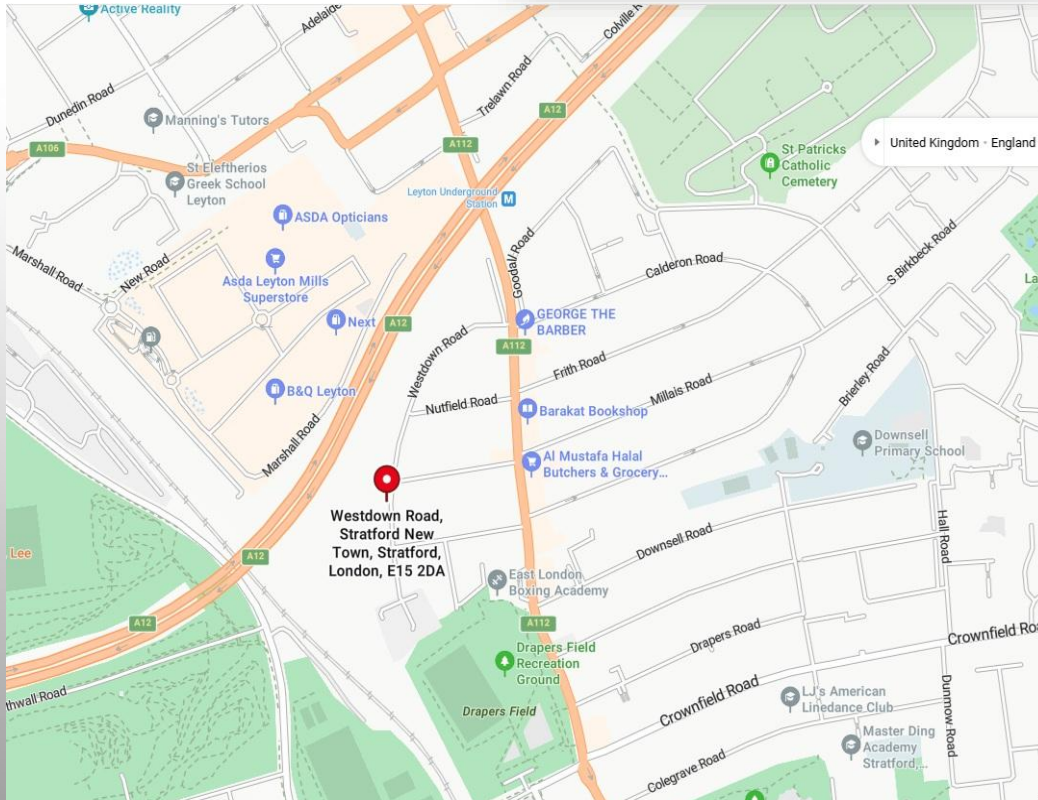 Active Reality
Adelaide
Colville R
Trelawn Road
Dunedin Road
Manning's Tutors
A12
A106
A112
St Eleftherios
Greek School
Leyton
St Patricks
Catholic
Cemetery
United Kingdom • England
Leyton Underground
Station
M
ASDA Opticians
Goodall Road
S Birkbeck Road
Marshall Road
New Road
Calderon Road
Asda Leyton Mills
Superstore
La
Next
A12
GEORGE THE
BARBER
A112
Westdown Road
Frith Road
Brierley Road
B&Q Leyton
Nutfield Road
Millais Road
Barakat Bookshop
Marshall Road
Downsell
Primary School
Al Mustafa Halal
Butchers & Grocery...
Westdown Road,
Stratford New
Town, Stratford,
London, E15 2DA
Hall Road
Downsell Road
Lee
A12
East London
Boxing Academy
A12
A112
Drapers Road
Crownfield Roa
Drapers Field
Recreation
Ground
thwall Road
Crownfield Road
LJ's American
Linedance Club
Dunmow Road
Drapers Field
Master Ding
Academy
Stratford,...
Colegrave Road